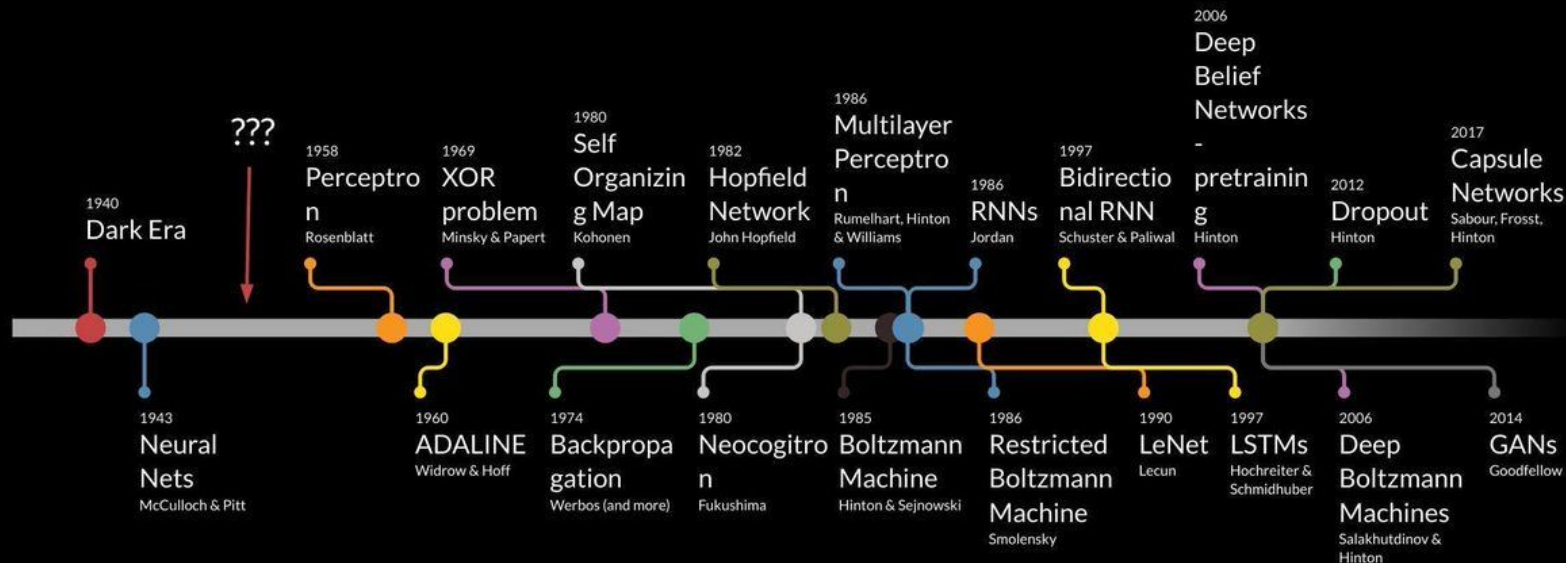 1940
Dark Era
???
1958
Perceptro
n
Rosenblatt
1969
XOR
problem
Minsky & Papert
1980
Self
Organizin
g Map
Kohonen
1982
Hopfield
Network
John Hopfield
1986
Multilayer
Perceptro
n
Rumelhart, Hinton
& Williams
1986
RNNs
Jordan
1997
Bidirectio
nal RNN
Schuster & Paliwal
2006
Deep
Belief
Networks
-
pretrainin
g
Hinton
2012
Dropout
Hinton
2017
Capsule
Networks
Sabour, Frosst,
Hinton
1943
Neural
Nets
McCulloch & Pitt
1960
ADALINE
Widrow & Hoff
1974
Backpropa
gation
Werbos (and more)
1980
Neocogitro
n
Fukushima
1985
Boltzmann
Machine
Hinton & Sejnowski
1986
Restricted
Boltzmann
Machine
Smolensky
1990
LeNet
Lecun
1997
LSTMs
Hochreiter &
Schmidhuber
2006
Deep
Boltzmann
Machines
Salakhutdinov &
Hinton
2014
GANs
Goodfellow